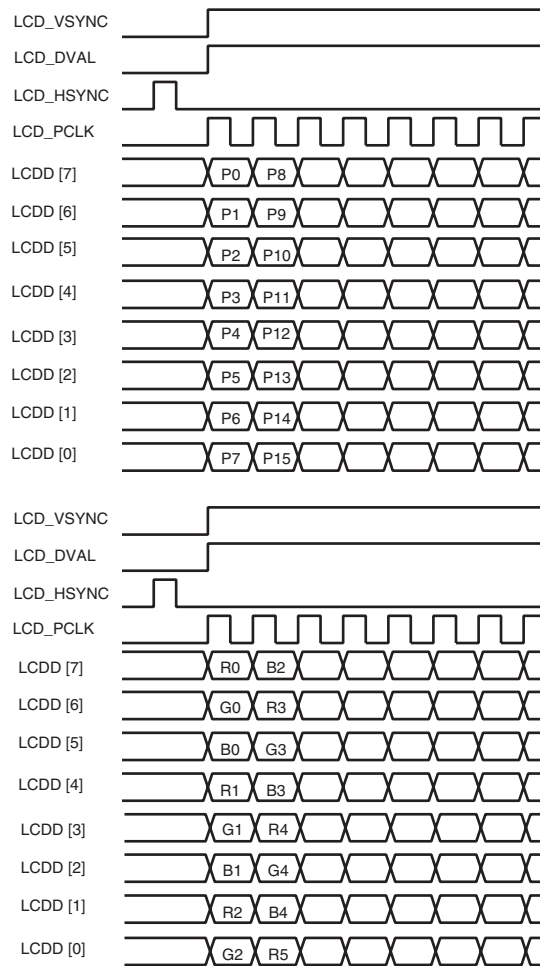 LCD_VSYNC
LCD_DVAL
LCD_HSYNC
LCD_PCLK
LCDD [7] P0 P8
LCDD [6] P1 P9
LCDD [5] P2 P10
LCDD [4] P3 P11
LCDD [3] P4 P12
LCDD [2] P5 P13
LCDD [1] P6 P14
LCDD [0] P7 P15
LCD_VSYNC
LCD_DVAL
LCD_HSYNC
LCD_PCLK
LCDD [7] R0 B2
LCDD [6] G0 R3
LCDD [5] B0 G3
LCDD [4] R1 B3
LCDD [3] G1 R4
LCDD [2] B1 G4
LCDD [1] R2 B4
LCDD [0] G2 R5